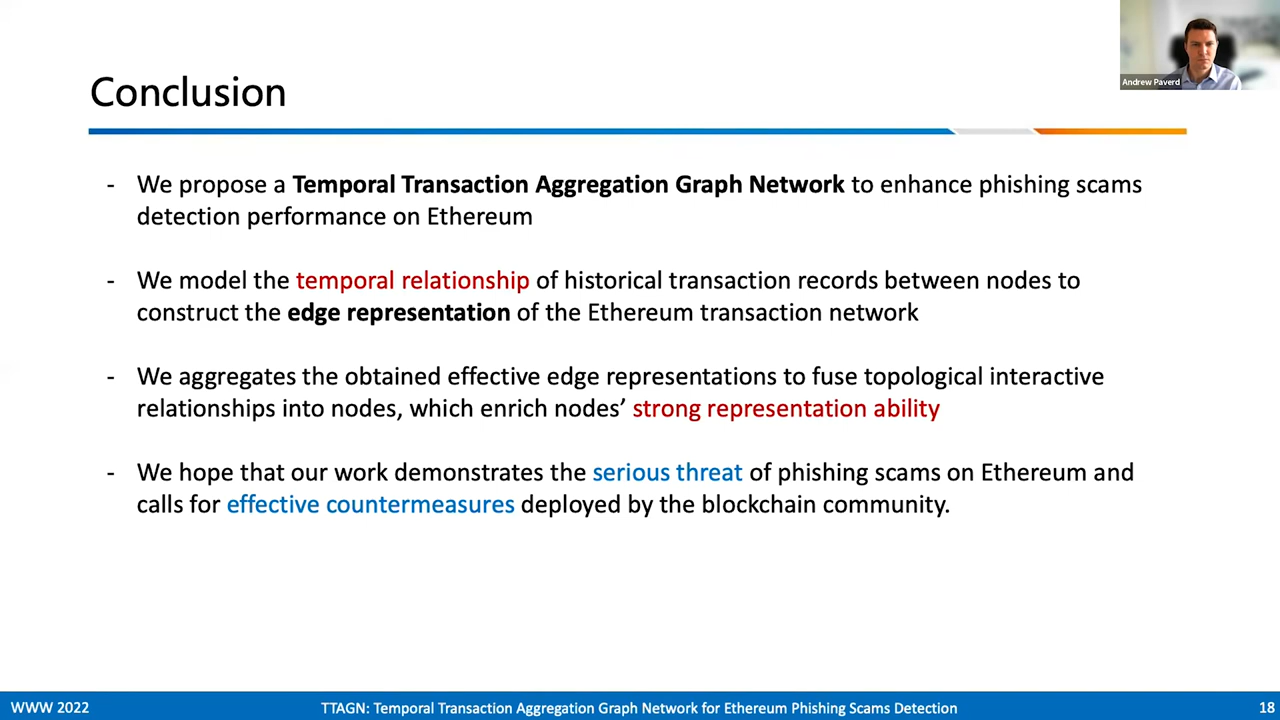 Andrew Paverd
Conclusion
- We propose a Temporal Transaction Aggregation Graph Network to enhance phishing scams
detection performance on Ethereum
- We model the temporal relationship of historical transaction records between nodes to
construct the edge representation of the Ethereum transaction network
- We aggregates the obtained effective edge representations to fuse topological interactive
relationships into nodes, which enrich nodes’ strong representation ability
- We hope that our work demonstrates the serious threat of phishing scams on Ethereum and
calls for effective countermeasures deployed by the blockchain community.
WWW 2022
TTAGN: Temporal Transaction Aggregation Graph Network for Ethereum Phishing Scams Detection
18